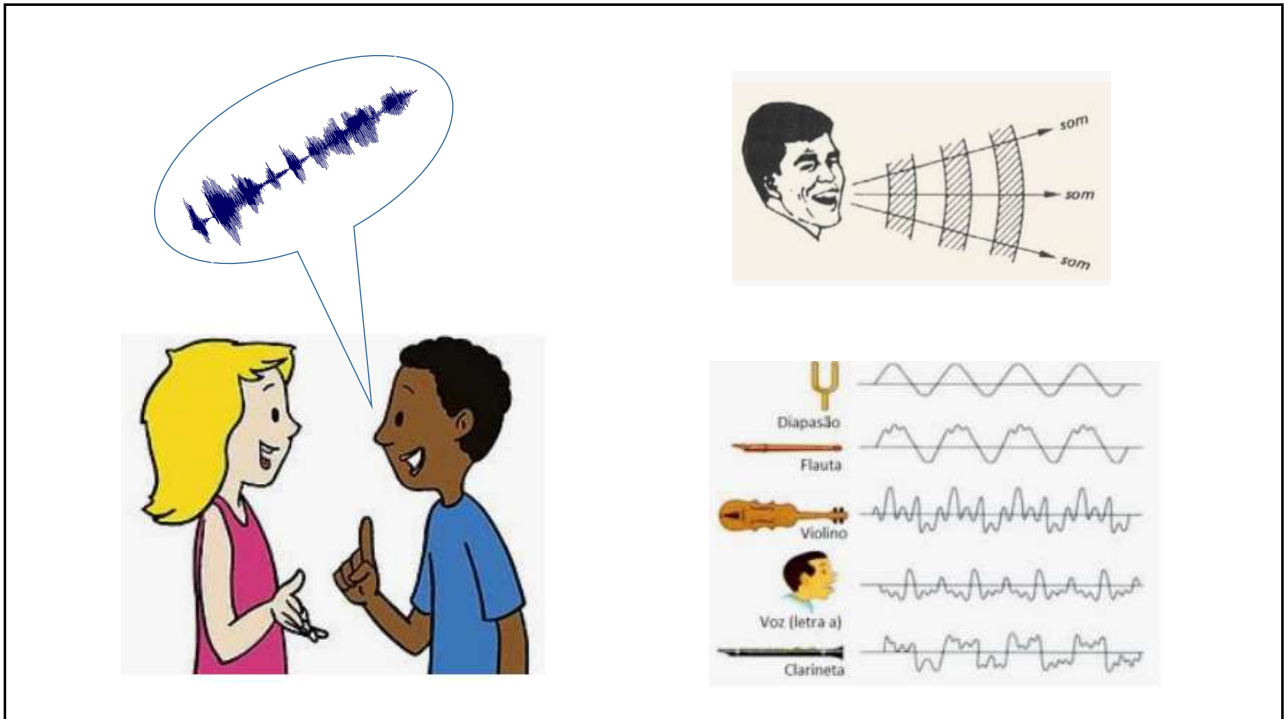 som
som
som
Diapasão
Flauta
Violino
Voz (letra a)
Clarineta